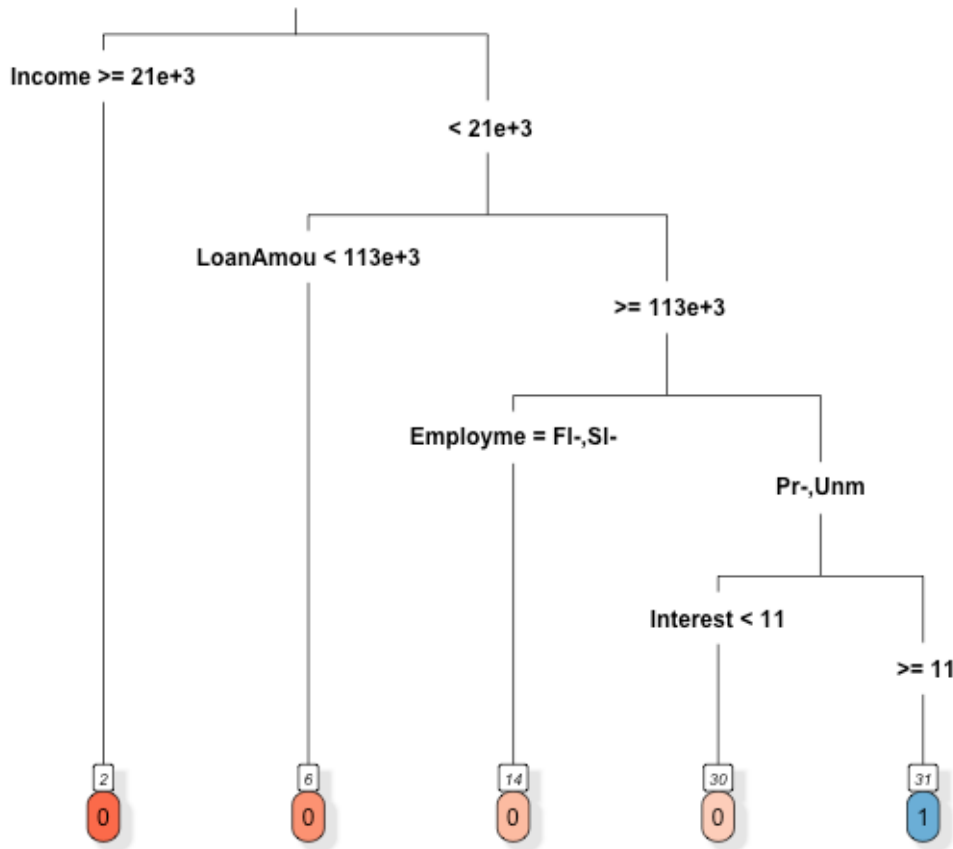 Income >= 21e+3
< 21e+3
LoanAmou < 113e+3
>= 113e+3
Employme = Fl-,Sl-
Pr-,Unm
Interest < 11
>= 11
2 6 14 30 31
0 0 0 0 1